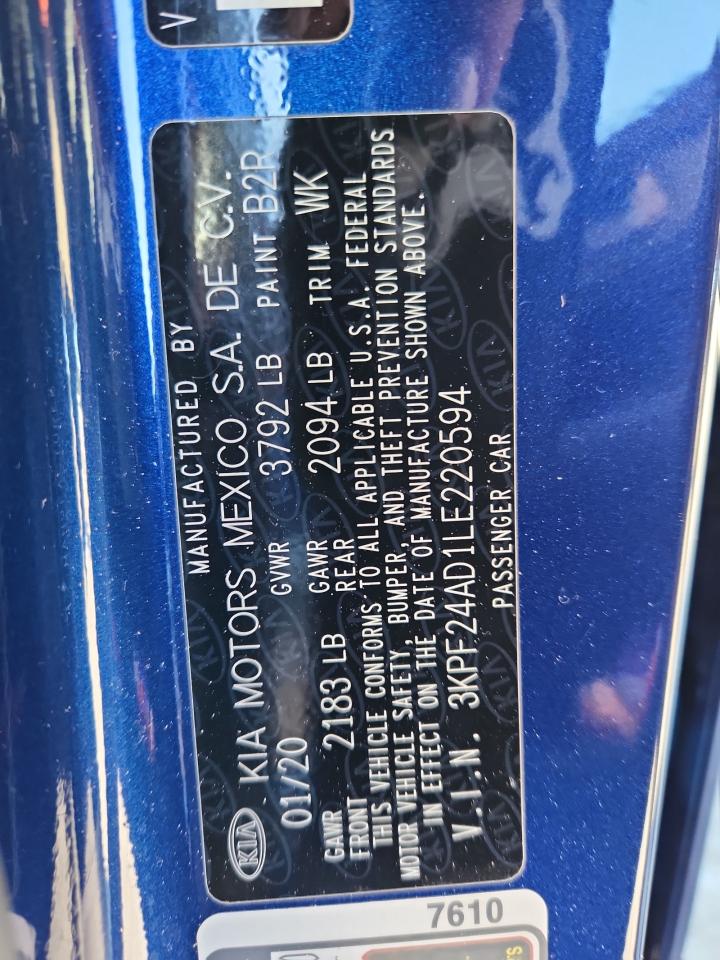 V
MANUFACTURED BY
KIA KIA MOTORS MEXICO S.A. DE C.V.
01/20 GVWR 3792 LB PAINT B2R
GAWR FRONT 2183 LB GAWR REAR 2094 LB TRIM WK
THIS VEHICLE CONFORMS TO ALL APPLICABLE U.S.A. FEDERAL
MOTOR VEHICLE SAFETY, BUMPER, AND THEFT PREVENTION STANDARDS
IN EFFECT ON THE DATE OF MANUFACTURE SHOWN ABOVE.
V.I.N. 3KPF24AD1LE220594
PASSENGER CAR
7610